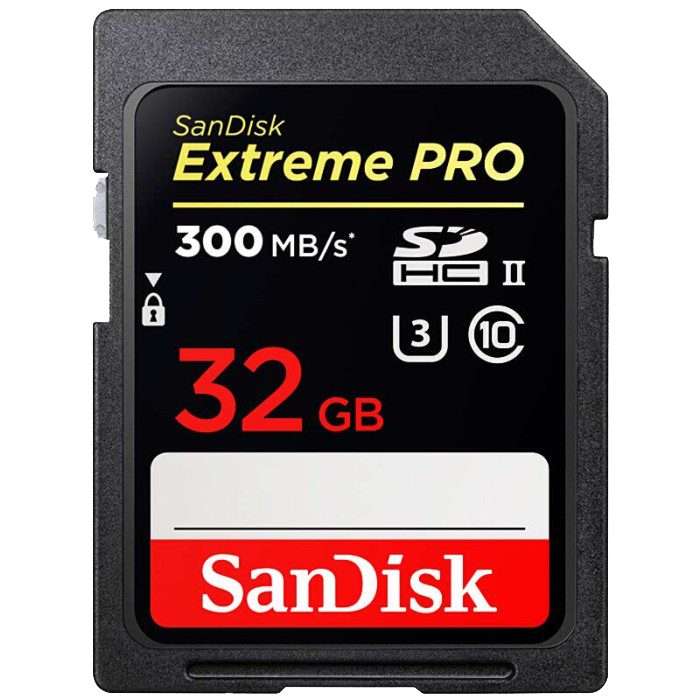 SanDisk
Extreme PRO
300 MB/s*
SD
HC II
3 10
32 GB
SanDisk